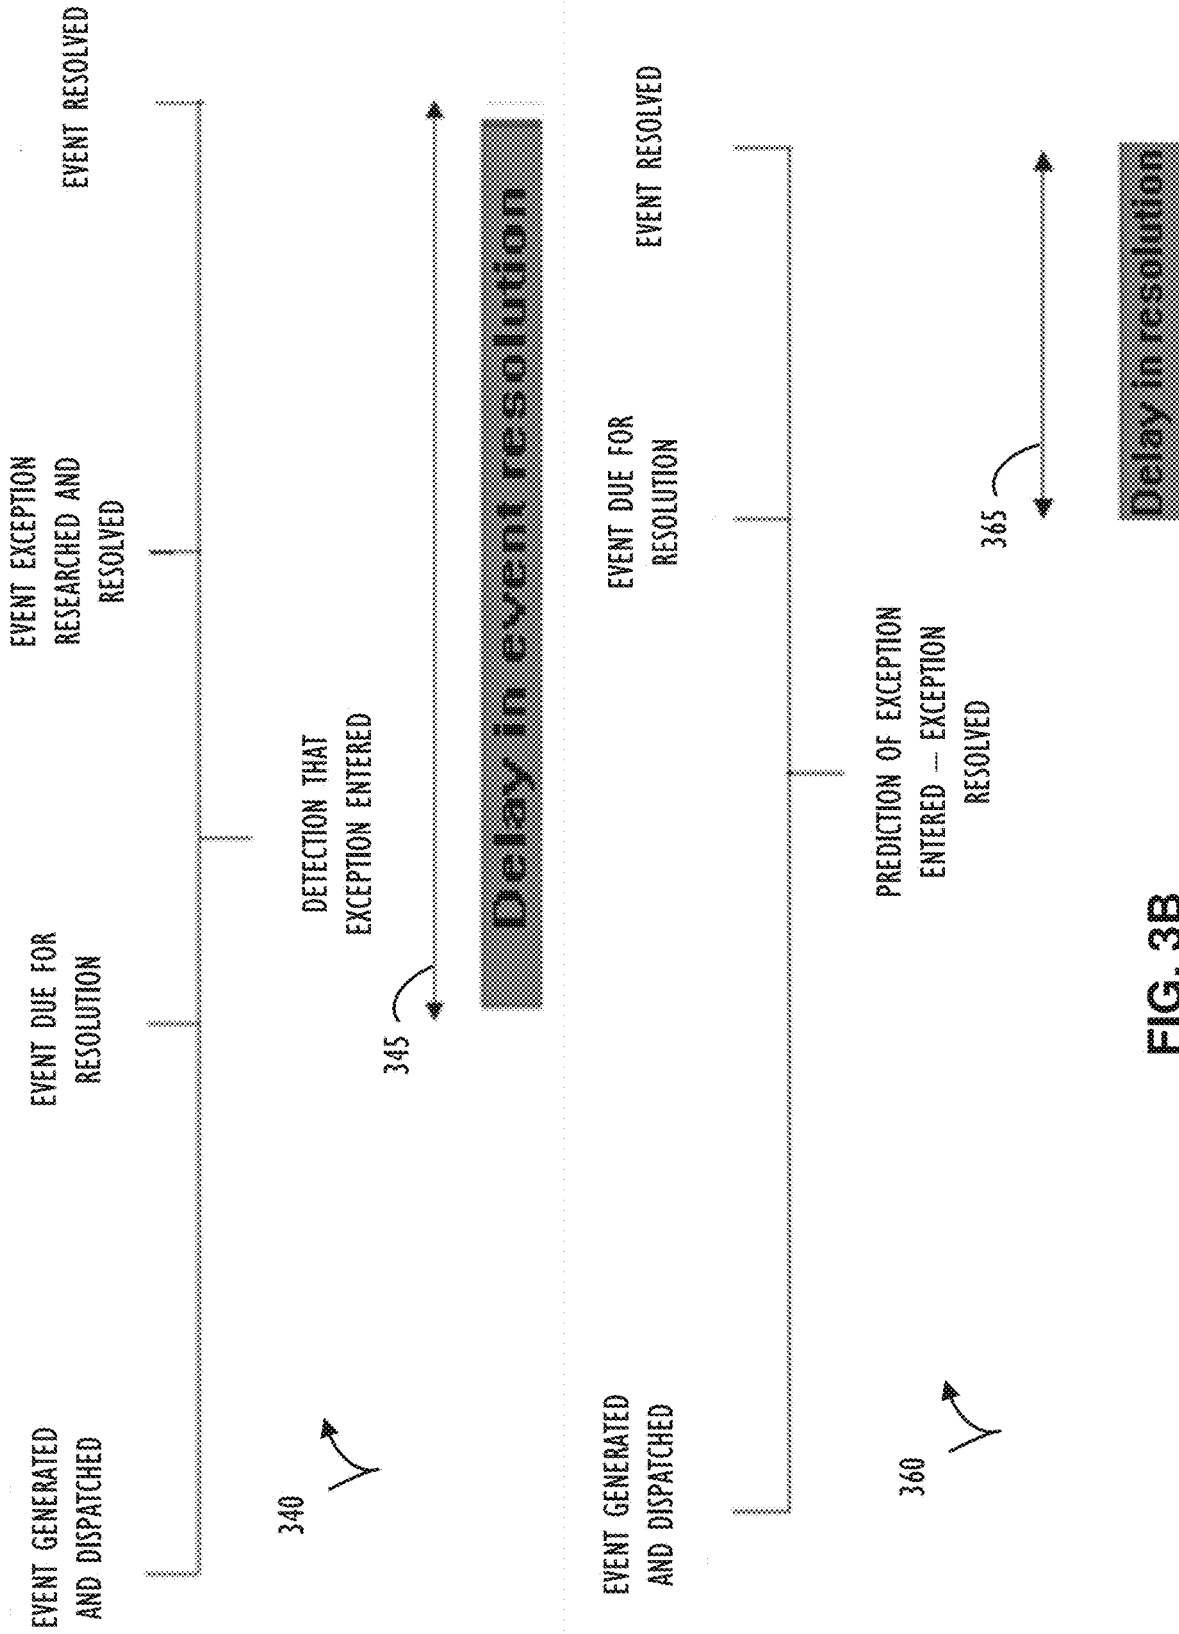 EVENT GENERATED
AND DISPATCHED
EVENT DUE FOR
RESOLUTION
EVENT EXCEPTION
RESEARCHED AND
RESOLVED
EVENT RESOLVED
340
DETECTION THAT
EXCEPTION ENTERED
345
Delay in event resolution
EVENT GENERATED
AND DISPATCHED
EVENT DUE FOR
RESOLUTION
EVENT RESOLVED
360
PREDICTION OF EXCEPTION
ENTERED — EXCEPTION
RESOLVED
365
Delay in resolution
FIG. 3B